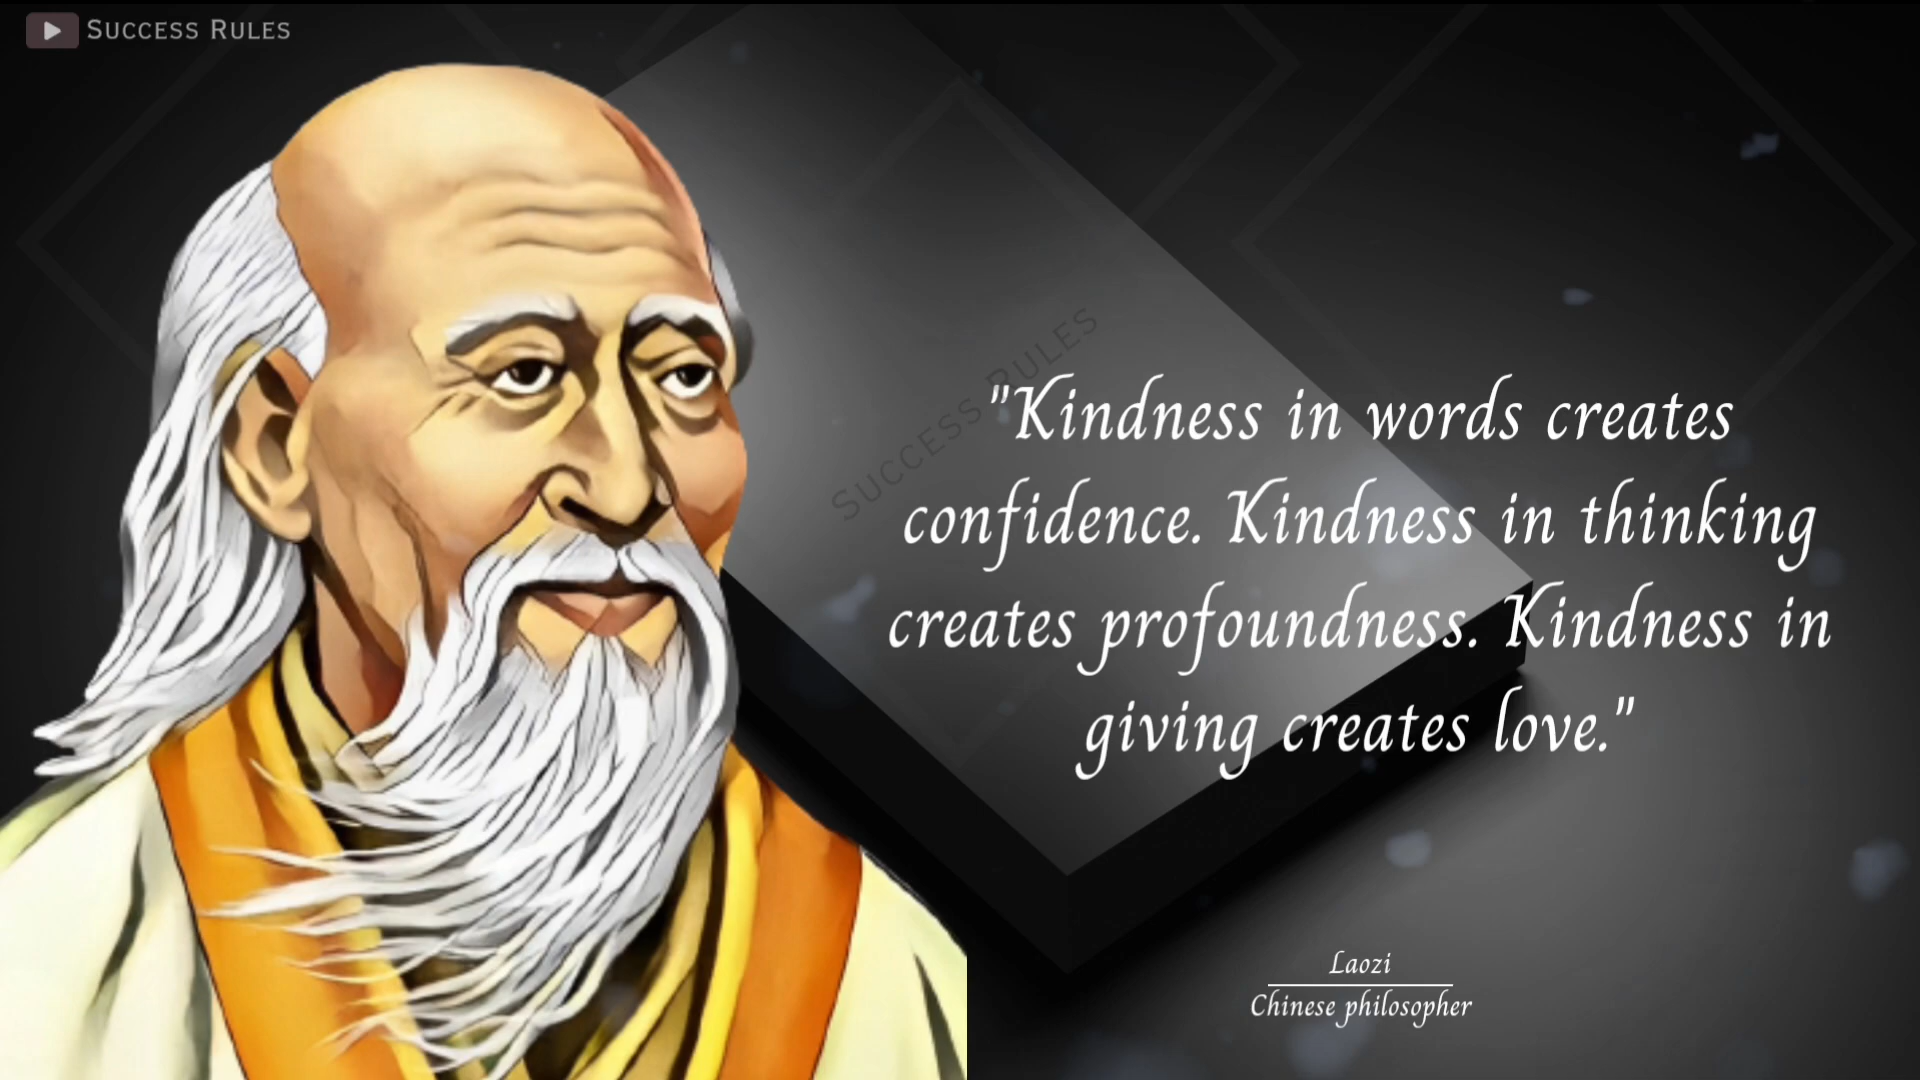 SUCCESS RULES
SUCCESS RULES
"Kindness in words creates
confidence. Kindness in thinking
creates profoundness. Kindness in
giving creates love."
Laozi
Chinese philosopher